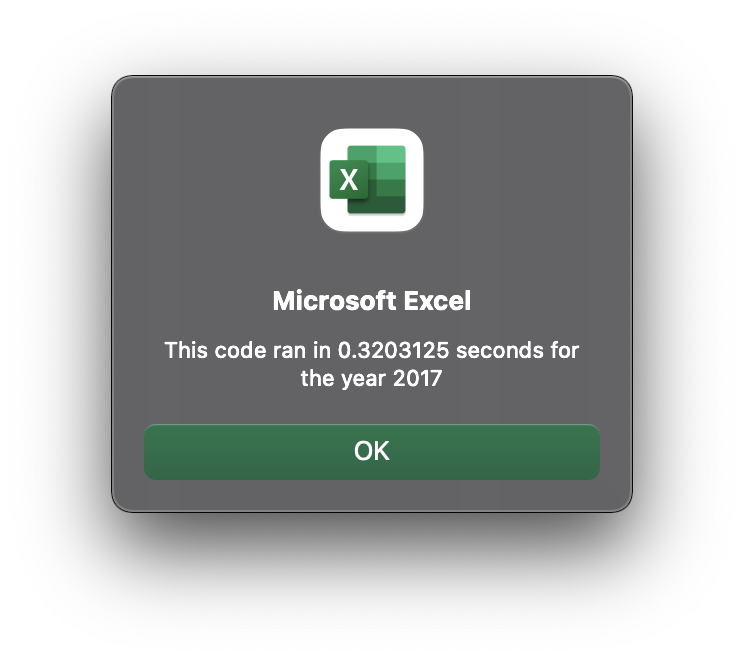 X
Microsoft Excel
This code ran in 0.3203125 seconds for
the year 2017
OK